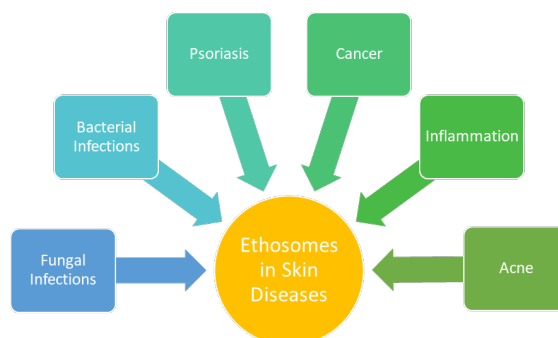 Psoriasis
Cancer
Bacterial
Infections
Inflammation
Fungal
Infections
Ethosomes
in Skin
Diseases
Acne